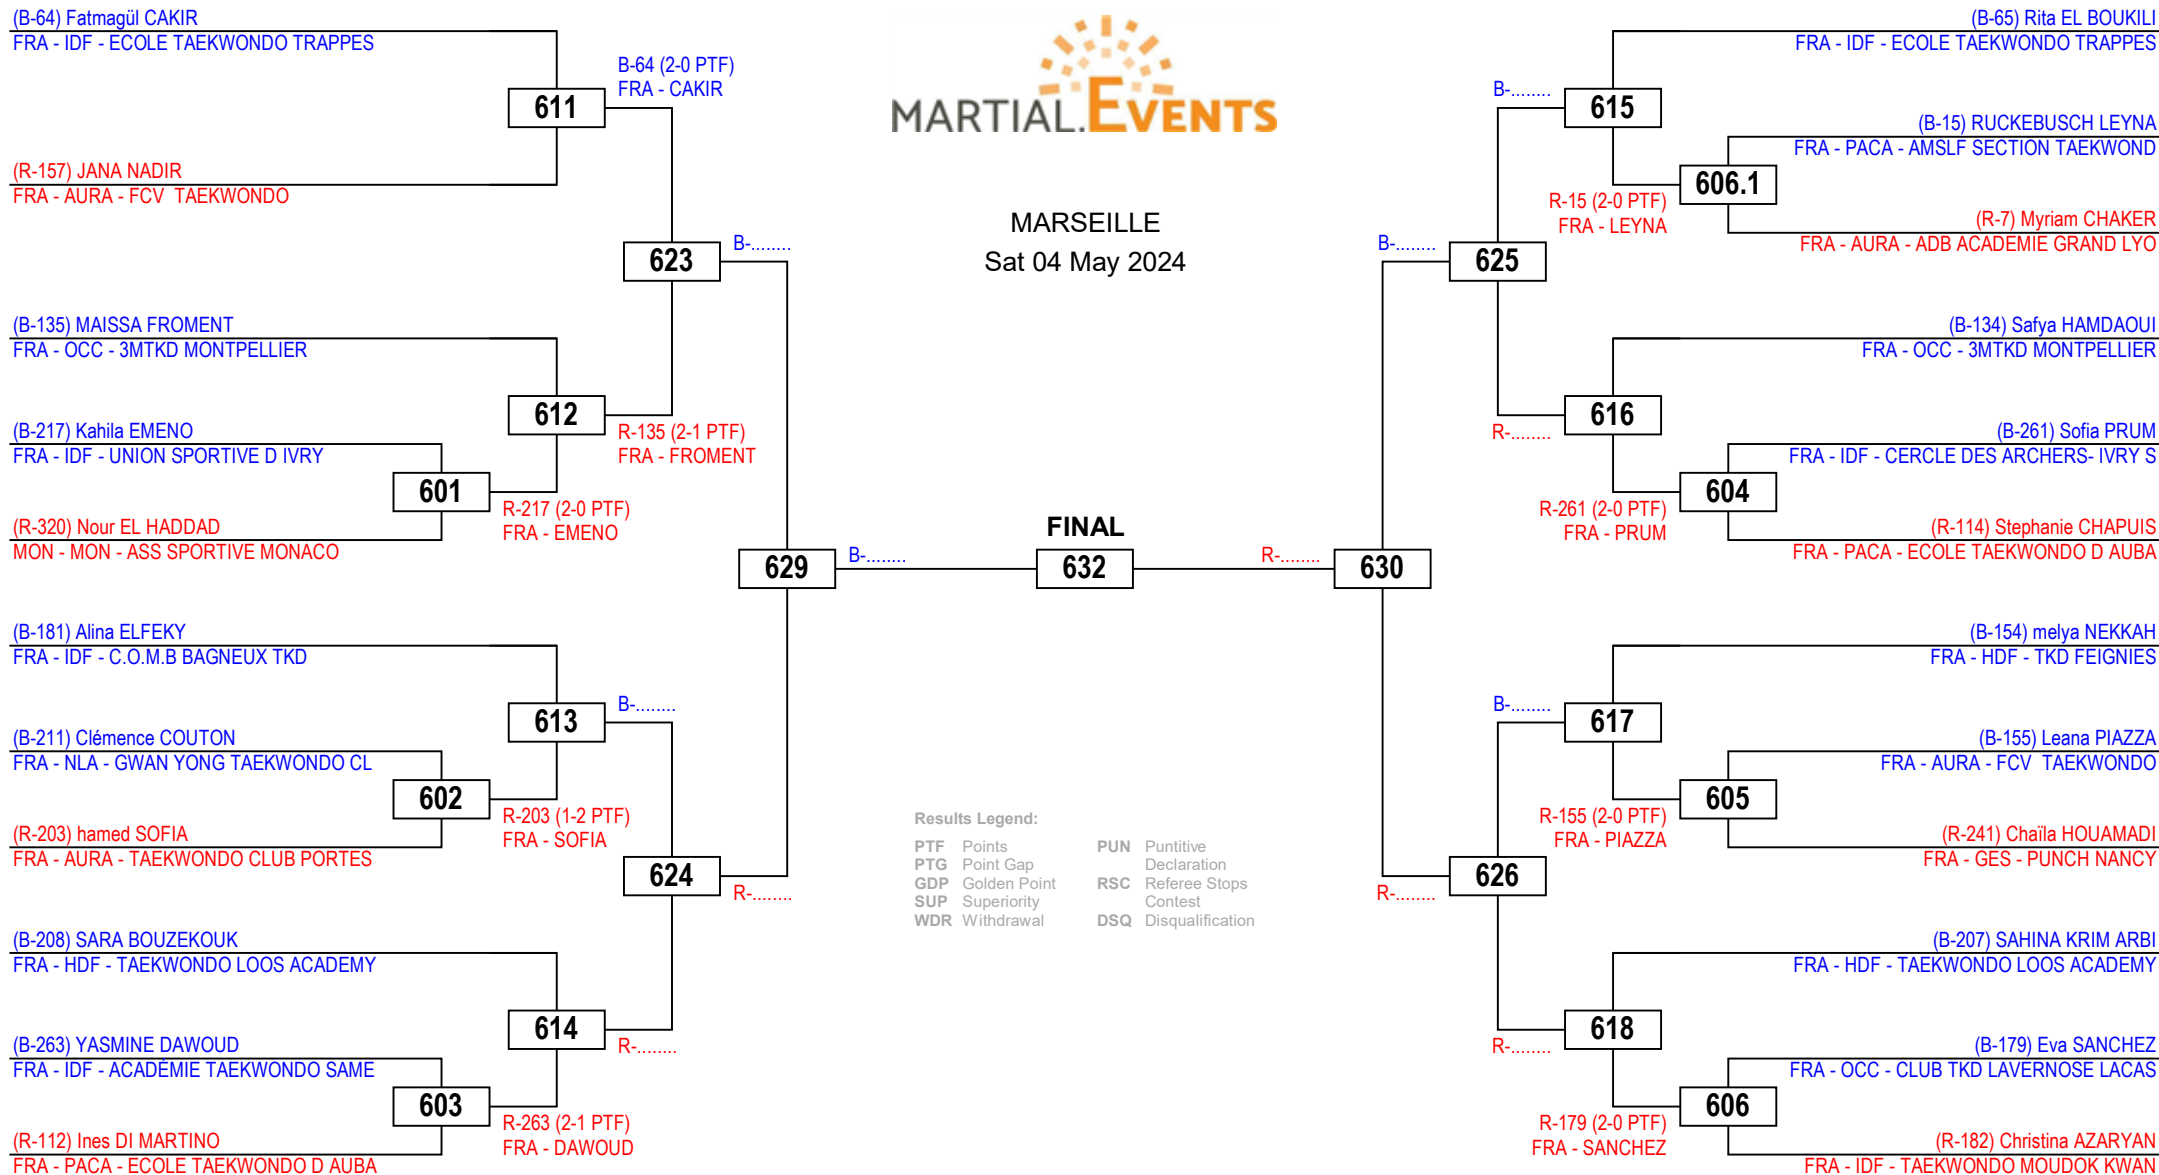 (B-64) Fatmagül CAKIR
FRA - IDF - ECOLE TAEKWONDO TRAPPES
B-64 (2-0 PTF)
FRA - CAKIR
611
(R-157) JANA NADIR
FRA - AURA - FCV  TAEKWONDO
623
B-........
(B-135) MAISSA FROMENT
FRA - OCC - 3MTKD MONTPELLIER
612
R-135 (2-1 PTF)
FRA - FROMENT
(B-217) Kahila EMENO
FRA - IDF - UNION SPORTIVE D IVRY
601
R-217 (2-0 PTF)
FRA - EMENO
(R-320) Nour EL HADDAD
MON - MON - ASS SPORTIVE MONACO
629
B-........
(B-181) Alina ELFEKY
FRA - IDF - C.O.M.B BAGNEUX TKD
613
B-........
(B-211) Clémence COUTON
FRA - NLA - GWAN YONG TAEKWONDO CL
602
R-203 (1-2 PTF)
FRA - SOFIA
(R-203) hamed SOFIA
FRA - AURA - TAEKWONDO CLUB PORTES
624
R-........
(B-208) SARA BOUZEKOUK
FRA - HDF - TAEKWONDO LOOS ACADEMY
614
R-........
(B-263) YASMINE DAWOUD
FRA - IDF - ACADÉMIE TAEKWONDO SAME
603
R-263 (2-1 PTF)
FRA - DAWOUD
(R-112) Ines DI MARTINO
FRA - PACA - ECOLE TAEKWONDO D AUBA
MARTIAL.EVENTS
MARSEILLE
Sat 04 May 2024
FINAL
632
Results Legend:
PTF Points
PTG Point Gap
GDP Golden Point
SUP Superiority
WDR Withdrawal
PUN Puntitive
Declaration
RSC Referee Stops
Contest
DSQ Disqualification
(B-65) Rita EL BOUKILI
FRA - IDF - ECOLE TAEKWONDO TRAPPES
B-........
615
(B-15) RUCKEBUSCH LEYNA
FRA - PACA - AMSLF SECTION TAEKWOND
606.1
R-15 (2-0 PTF)
FRA - LEYNA
(R-7) Myriam CHAKER
FRA - AURA - ADB ACADEMIE GRAND LYO
B-........
625
(B-134) Safya HAMDAOUI
FRA - OCC - 3MTKD MONTPELLIER
616
R-........
(B-261) Sofia PRUM
FRA - IDF - CERCLE DES ARCHERS- IVRY S
604
R-261 (2-0 PTF)
FRA - PRUM
(R-114) Stephanie CHAPUIS
FRA - PACA - ECOLE TAEKWONDO D AUBA
R-........
630
(B-154) melya NEKKAH
FRA - HDF - TKD FEIGNIES
B-........
617
(B-155) Leana PIAZZA
FRA - AURA - FCV  TAEKWONDO
605
R-155 (2-0 PTF)
FRA - PIAZZA
(R-241) Chaïla HOUAMADI
FRA - GES - PUNCH NANCY
626
R-........
(B-207) SAHINA KRIM ARBI
FRA - HDF - TAEKWONDO LOOS ACADEMY
618
R-........
(B-179) Eva SANCHEZ
FRA - OCC - CLUB TKD LAVERNOSE LACAS
606
R-179 (2-0 PTF)
FRA - SANCHEZ
(R-182) Christina AZARYAN
FRA - IDF - TAEKWONDO MOUDOK KWAN